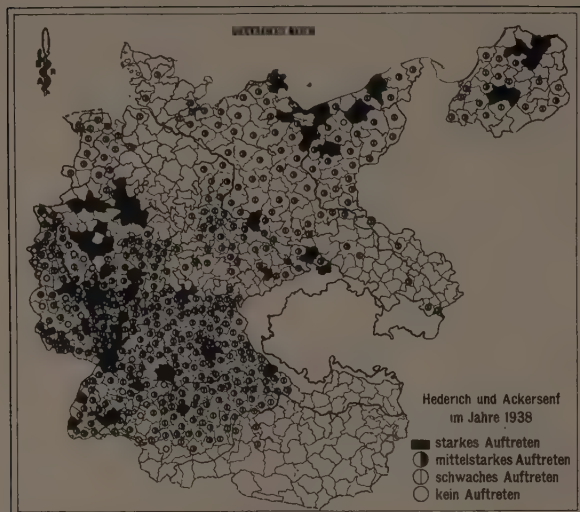 Hederich und Ackersenf
im Jahre 1938
starkes Auftreten
mittelstarkes Auftreten
schwaches Auftreten
kein Auftreten